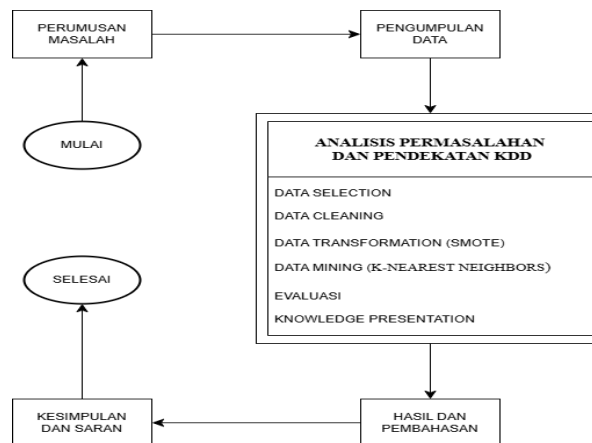 PERUMUSAN
MASALAH
PENGUMPULAN
DATA
MULAI
ANALISIS PERMASALAHAN
DAN PENDEKATAN KDD
DATA SELECTION
DATA CLEANING
DATA TRANSFORMATION (SMOTE)
DATA MINING (K-NEAREST NEIGHBORS)
EVALUASI
KNOWLEDGE PRESENTATION
SELESAI
KESIMPULAN
DAN SARAN
HASIL DAN
PEMBAHASAN